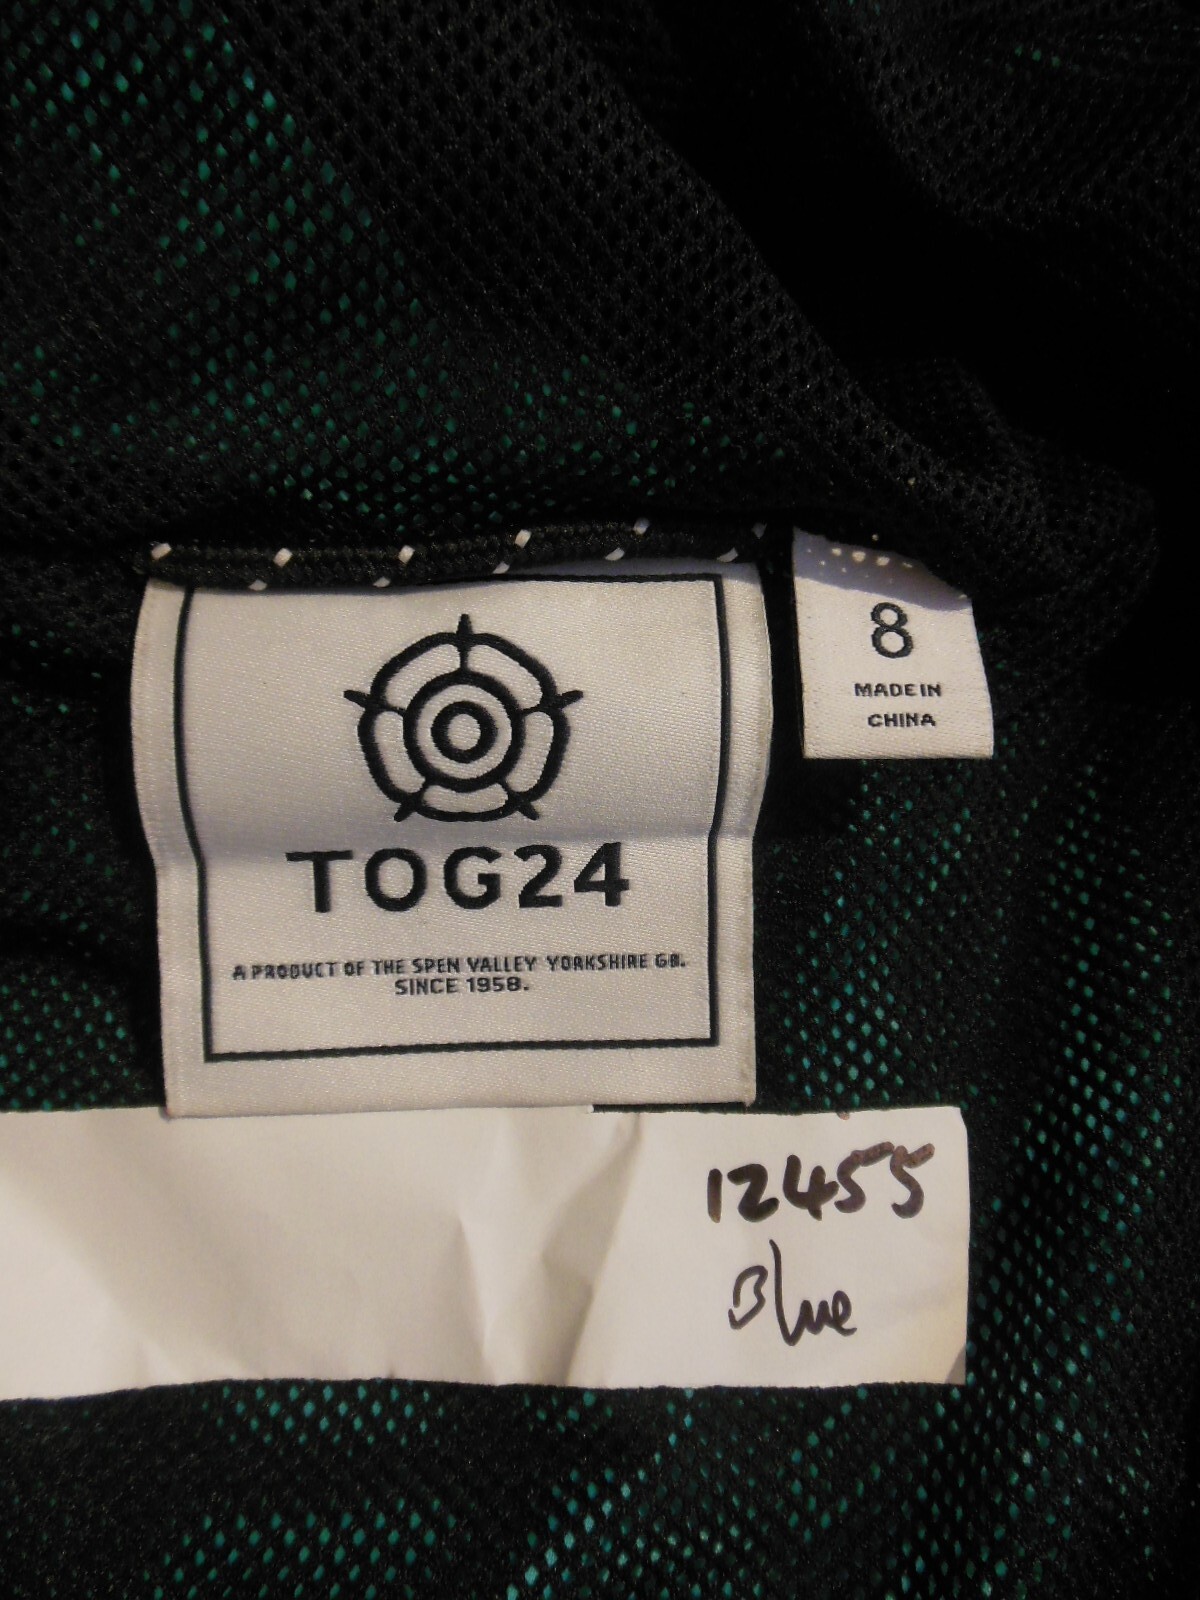 8
MADE IN
CHINA
TOG24
A PRODUCT OF THE SPEN VALLEY YORKSHIRE GB.
SINCE 1958.
12455
Blue